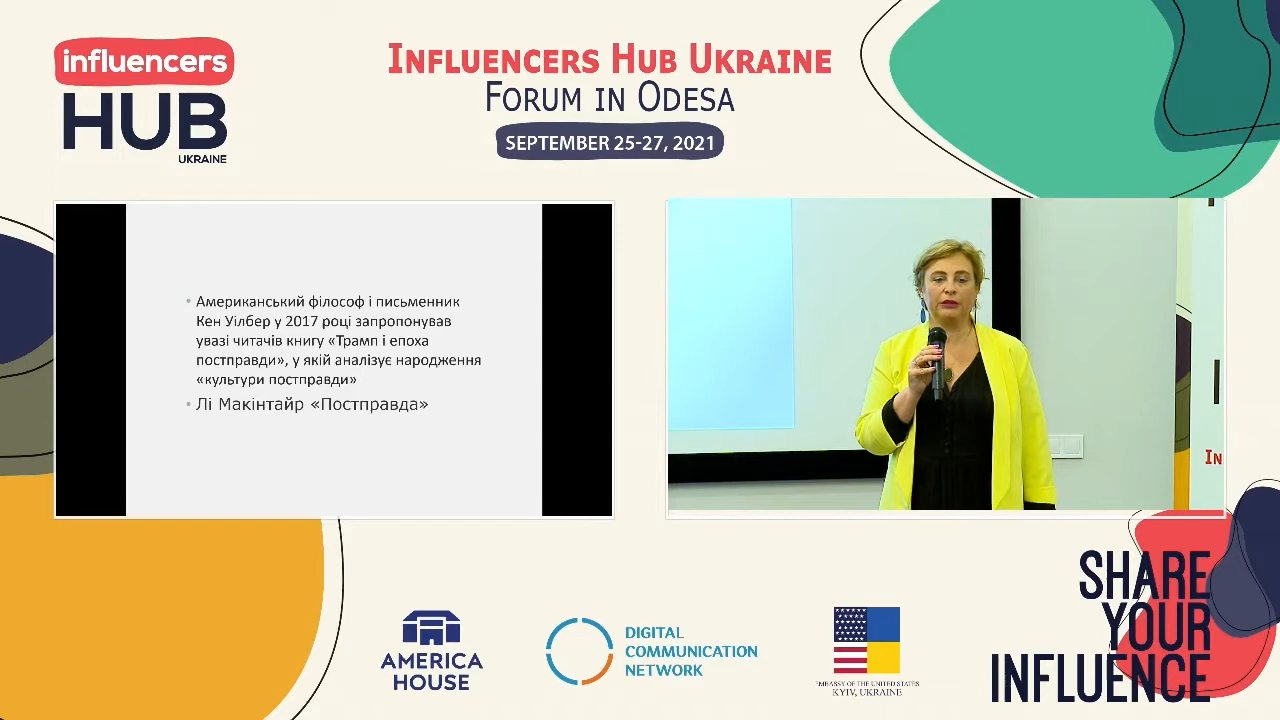 influencers
HUB
UKRAINE
INFLUENCERS HUB UKRAINE
FORUM IN ODESA
SEPTEMBER 25-27, 2021
• Американський філософ і письменник
Кен Уілбер у 2017 році запропонував
увазі читачів книгу «Трамп і епоха
постправди», у якій аналізує народження
«культури постправди»
• Лі Макінтайр «Постправда»
IN
AMERICA
HOUSE
DIGITAL
COMMUNICATION
NETWORK
EMBASSY OF THE UNITED STATES
KYIV, UKRAINE
SHARE
YOUR
INFLUENCE